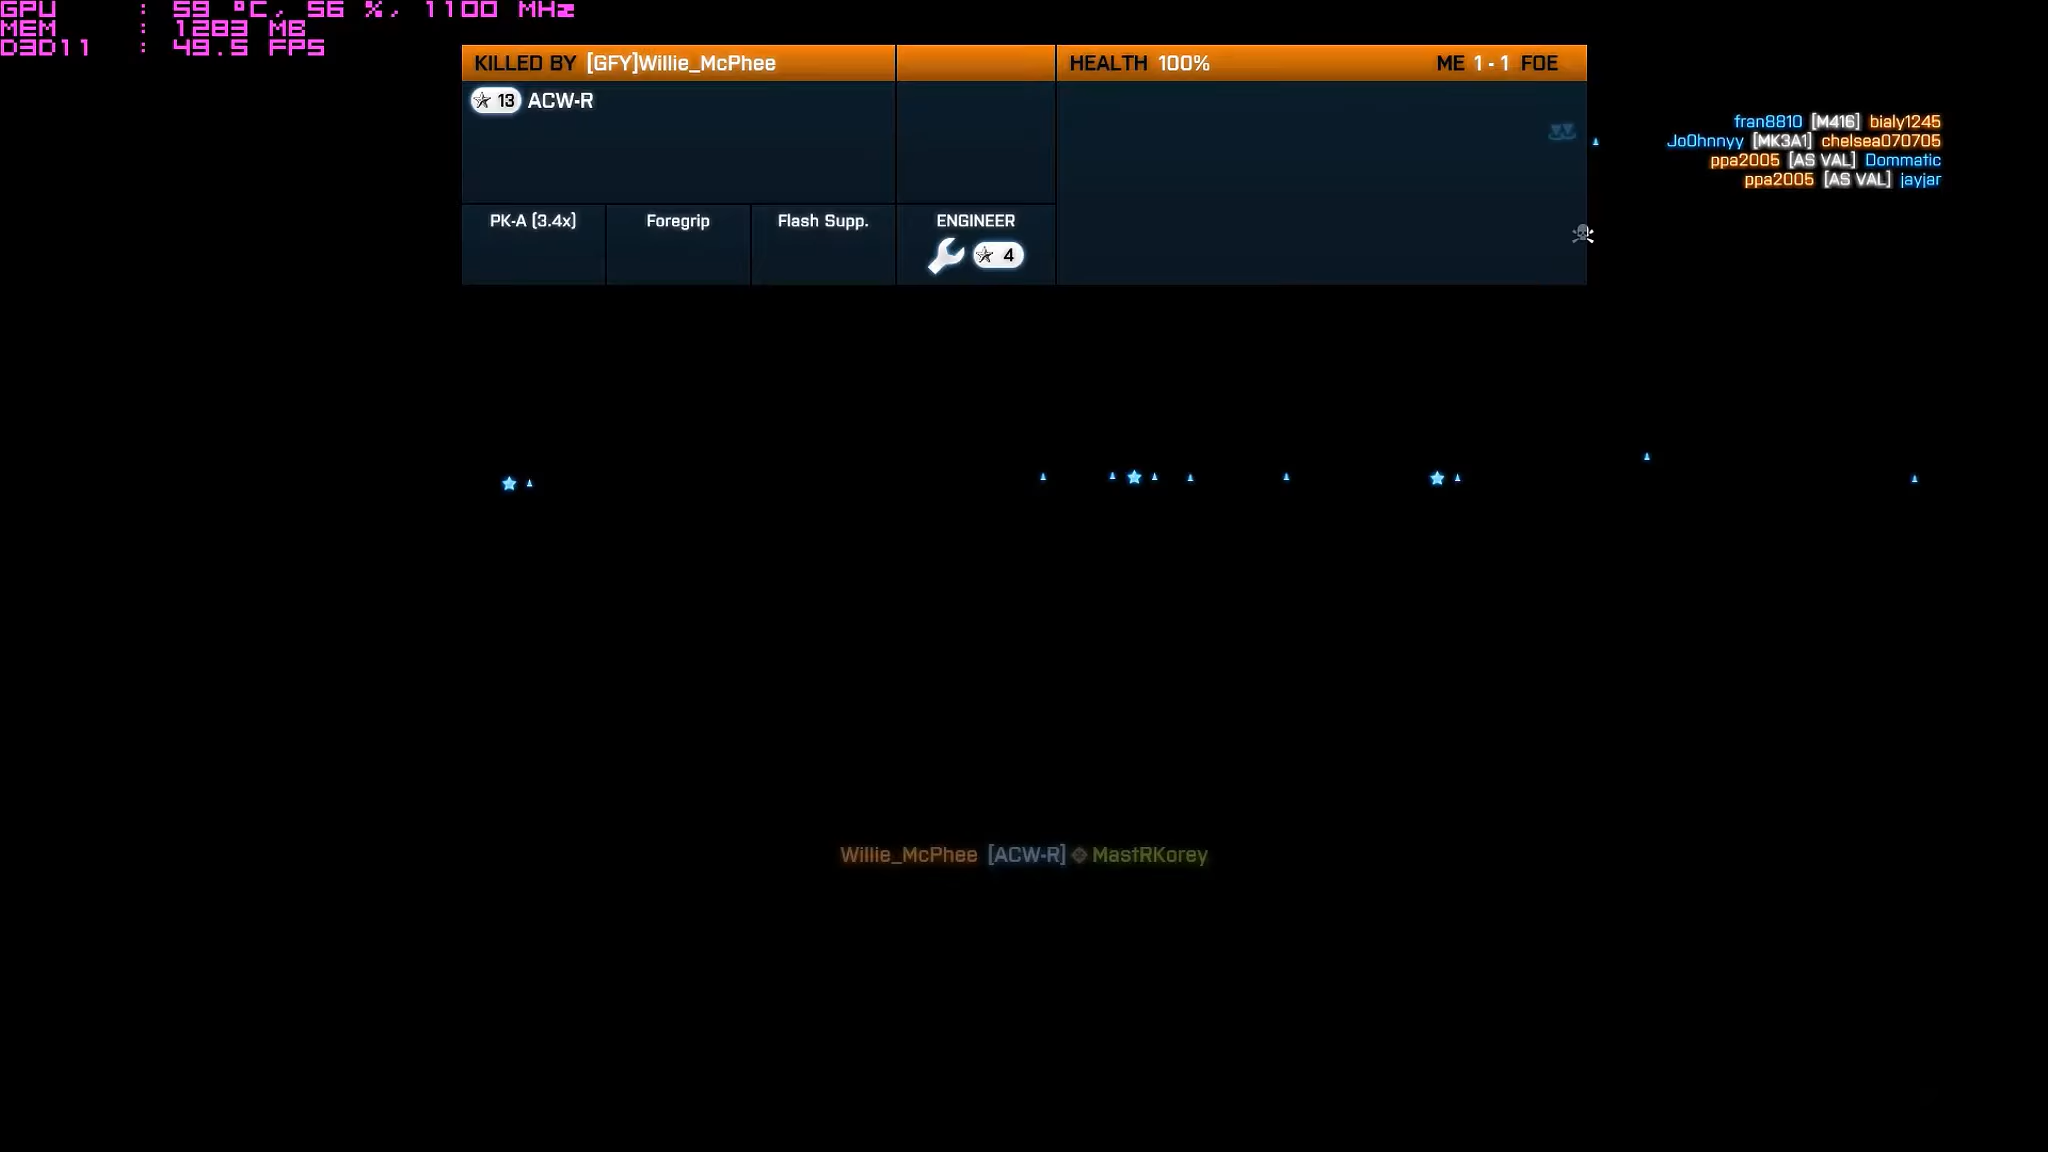 GPU : 59 °C, 56 %, 1100 MHz
MEM : 1283 MB
D3D11 : 49.5 FPS
KILLED BY [GFY]Willie_McPhee
HEALTH 100% ME 1 - 1 FOE
13 ACW-R
PK-A (3.4x) Foregrip Flash Supp. ENGINEER
4
fran8810 [M416] bialy1245
Jo0hnnyy [MK3A1] chelsea070705
ppa2005 [AS VAL] Dommatic
ppa2005 [AS VAL] jayjar
Willie_McPhee [ACW-R] MastRKorey